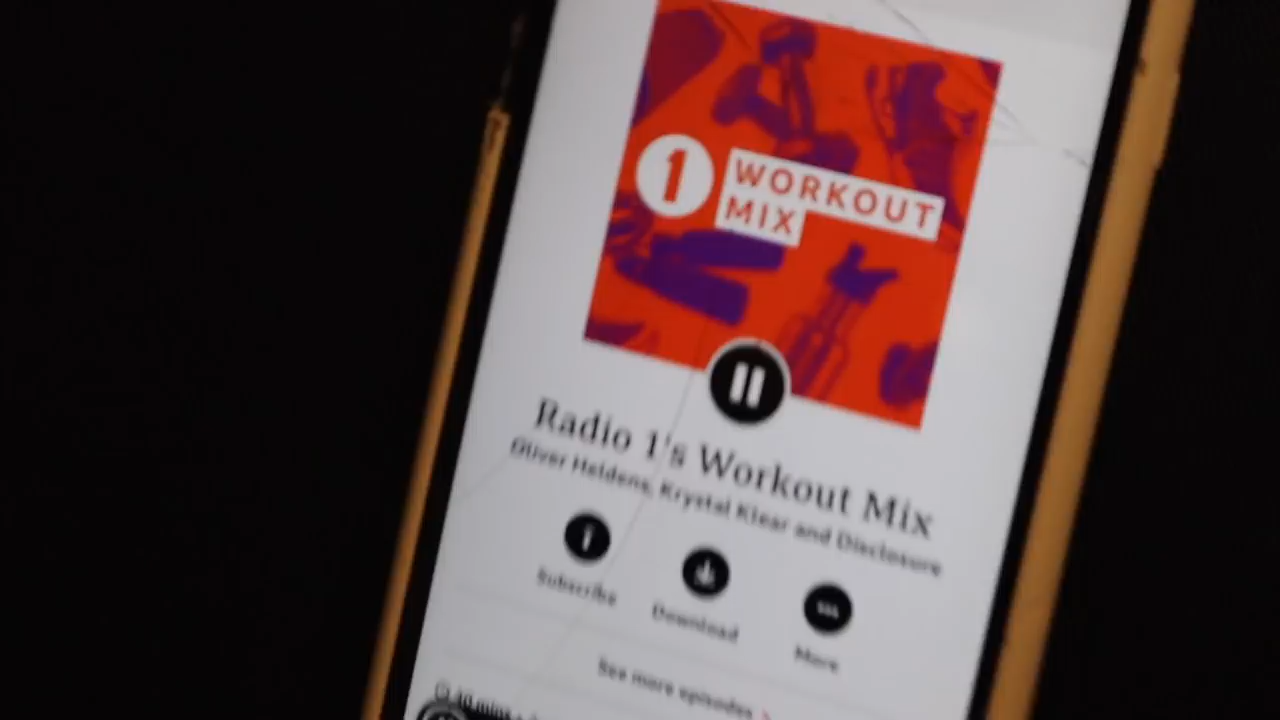 1 WORKOUT
MIX
Radio 1's Workout Mix
Oliver Heldens, Krystal Klear and Disclosure
Subscribe
Download
More
See more episodes >